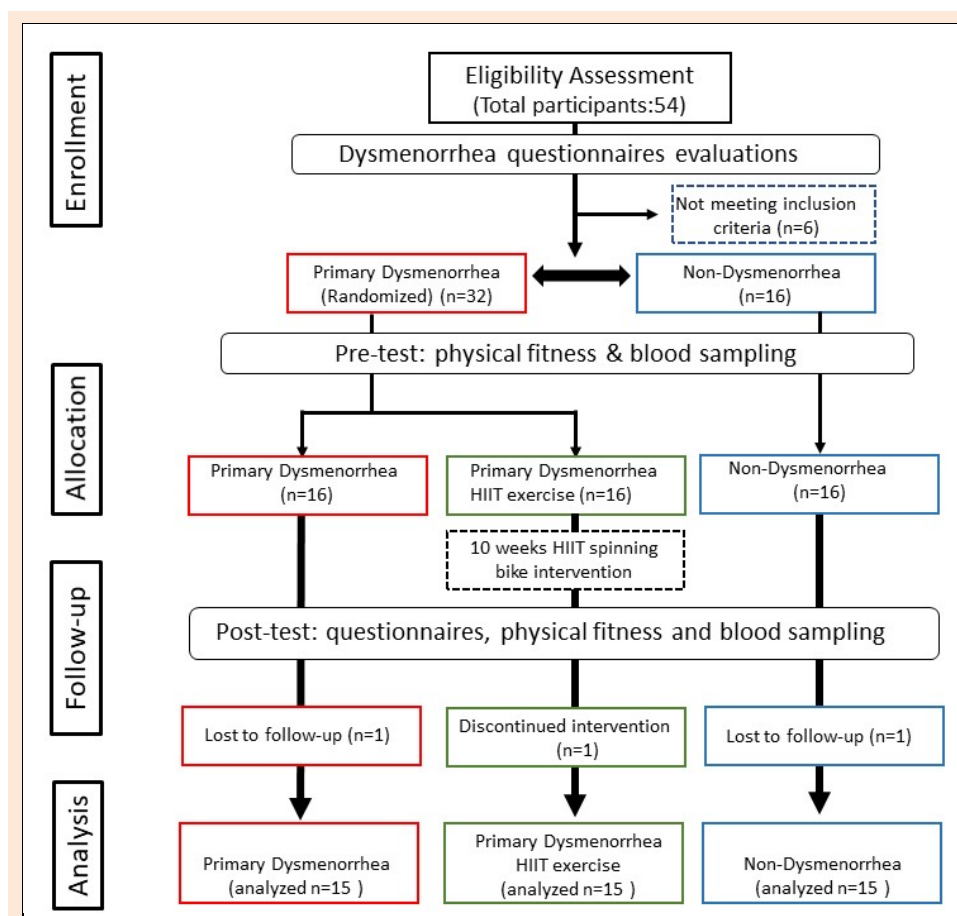 Enrollment
Eligibility Assessment
(Total participants:54)
Dysmenorrhea questionnaires evaluations
Not meeting inclusion
criteria (n=6)
Primary Dysmenorrhea
(Randomized) (n=32)
Non-Dysmenorrhea
(n=16)
Pre-test: physical fitness & blood sampling
Allocation
Primary Dysmenorrhea
(n=16)
Primary Dysmenorrhea
HIIT exercise (n=16)
Non-Dysmenorrhea
(n=16)
10 weeks HIIT spinning
bike intervention
Follow-up
Post-test: questionnaires, physical fitness and blood sampling
Lost to follow-up (n=1)
Discontinued intervention
(n=1)
Lost to follow-up (n=1)
Analysis
Primary Dysmenorrhea
(analyzed n=15 )
Primary Dysmenorrhea
HIIT exercise
(analyzed n=15 )
Non-Dysmenorrhea
(analyzed n=15 )